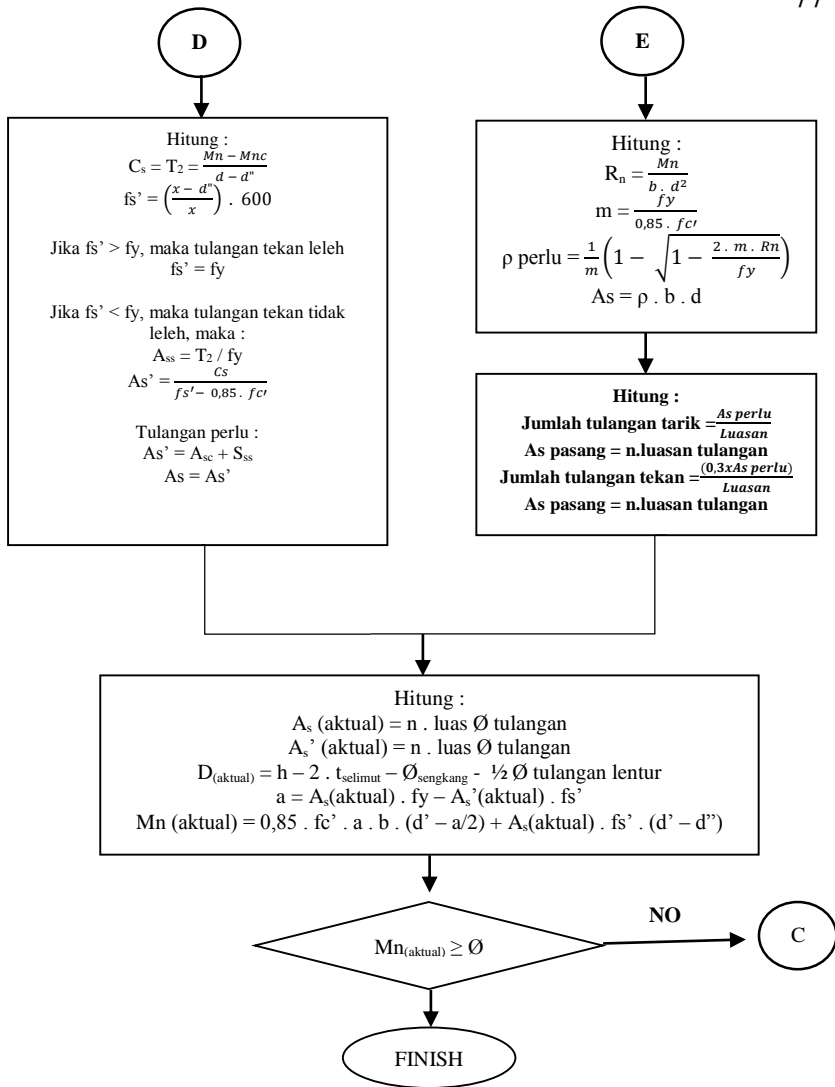 D
Hitung :
Cₛ = T₂ = (Mn − Mnc)/(d − d")
fs’ = ((x − d")/x) . 600
Jika fs’ > fy, maka tulangan tekan leleh
fs’ = fy
Jika fs’ < fy, maka tulangan tekan tidak
leleh, maka :
Aₛₛ = T₂ / fy
As’ = Cs/(fs′ − 0,85 . fc′)
Tulangan perlu :
As’ = A_sc + Sₛₛ
As = As’
E
Hitung :
Rₙ = Mn/(b . d²)
m = fy/(0,85 . fc′)
ρ perlu = 1/m (1 − √(1 − (2 . m . Rn)/fy))
As = ρ . b . d
Hitung :
Jumlah tulangan tarik =As perlu/Luasan
As pasang = n.luasan tulangan
Jumlah tulangan tekan =(0,3xAs perlu)/Luasan
As pasang = n.luasan tulangan
Hitung :
Aₛ (aktual) = n . luas Ø tulangan
Aₛ’ (aktual) = n . luas Ø tulangan
D(aktual) = h – 2 . tselimut – Øsengkang - ½ Ø tulangan lentur
a = Aₛ(aktual) . fy – Aₛ’(aktual) . fs’
Mn (aktual) = 0,85 . fc’ . a . b . (d’ – a/2) + Aₛ(aktual) . fs’ . (d’ – d”)
Mn(aktual) ≥ Ø
NO
C
FINISH